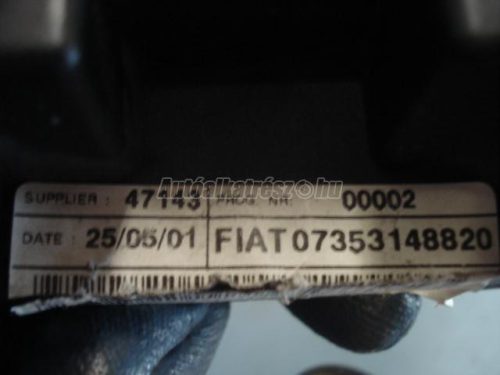 Autóalkatrész.hu
SUPPLIER : 47143 PROG NR. 00002
DATE : 25/05/01 FIAT 07353148820